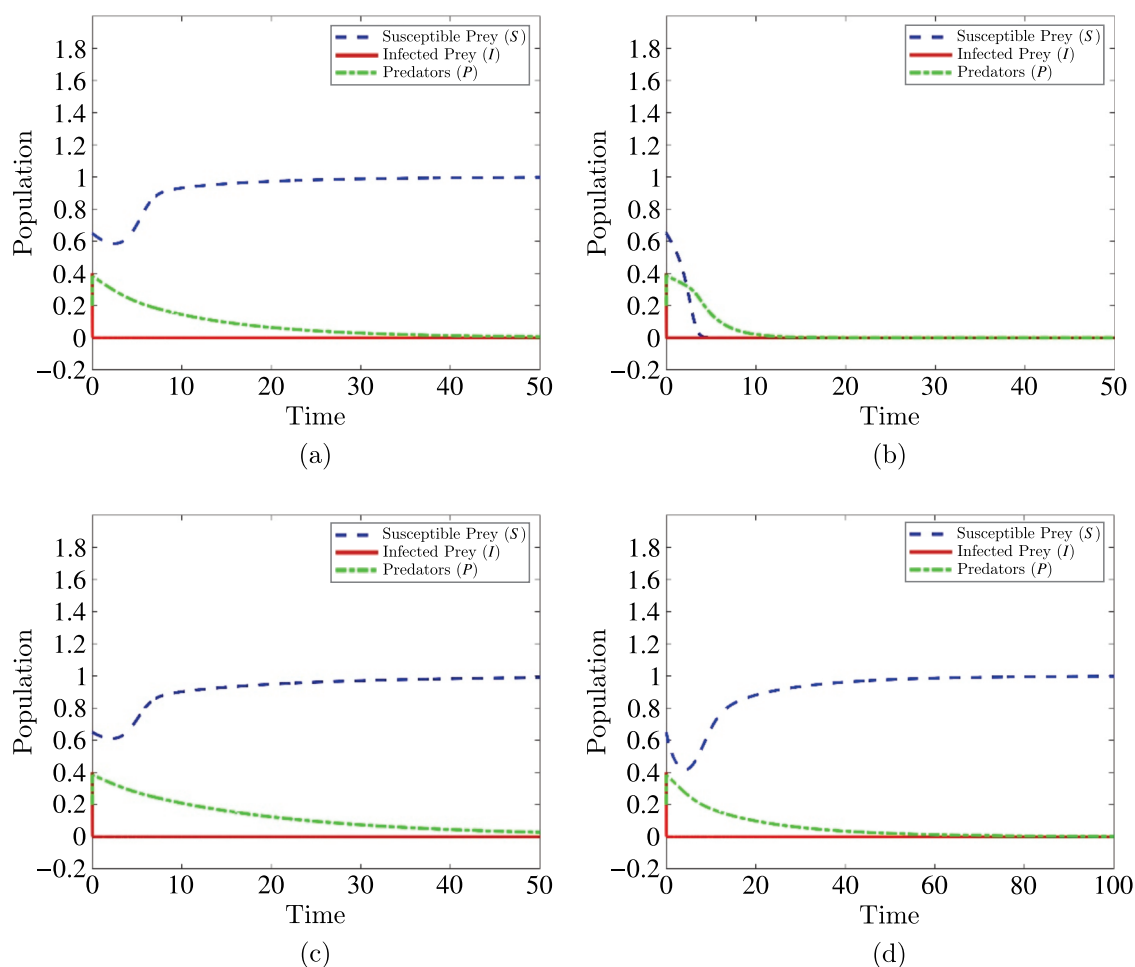 Susceptible Prey (S)
Infected Prey (I)
Predators (P)
Population
1.8
1.6
1.4
1.2
1
0.8
0.6
0.4
0.2
0
−0.2
0 10 20 30 40 50
Time
(a)
Susceptible Prey (S)
Infected Prey (I)
Predators (P)
Population
1.8
1.6
1.4
1.2
1
0.8
0.6
0.4
0.2
0
−0.2
0 10 20 30 40 50
Time
(b)
Susceptible Prey (S)
Infected Prey (I)
Predators (P)
Population
1.8
1.6
1.4
1.2
1
0.8
0.6
0.4
0.2
0
−0.2
0 10 20 30 40 50
Time
(c)
Susceptible Prey (S)
Infected Prey (I)
Predators (P)
Population
1.8
1.6
1.4
1.2
1
0.8
0.6
0.4
0.2
0
−0.2
0 20 40 60 80 100
Time
(d)